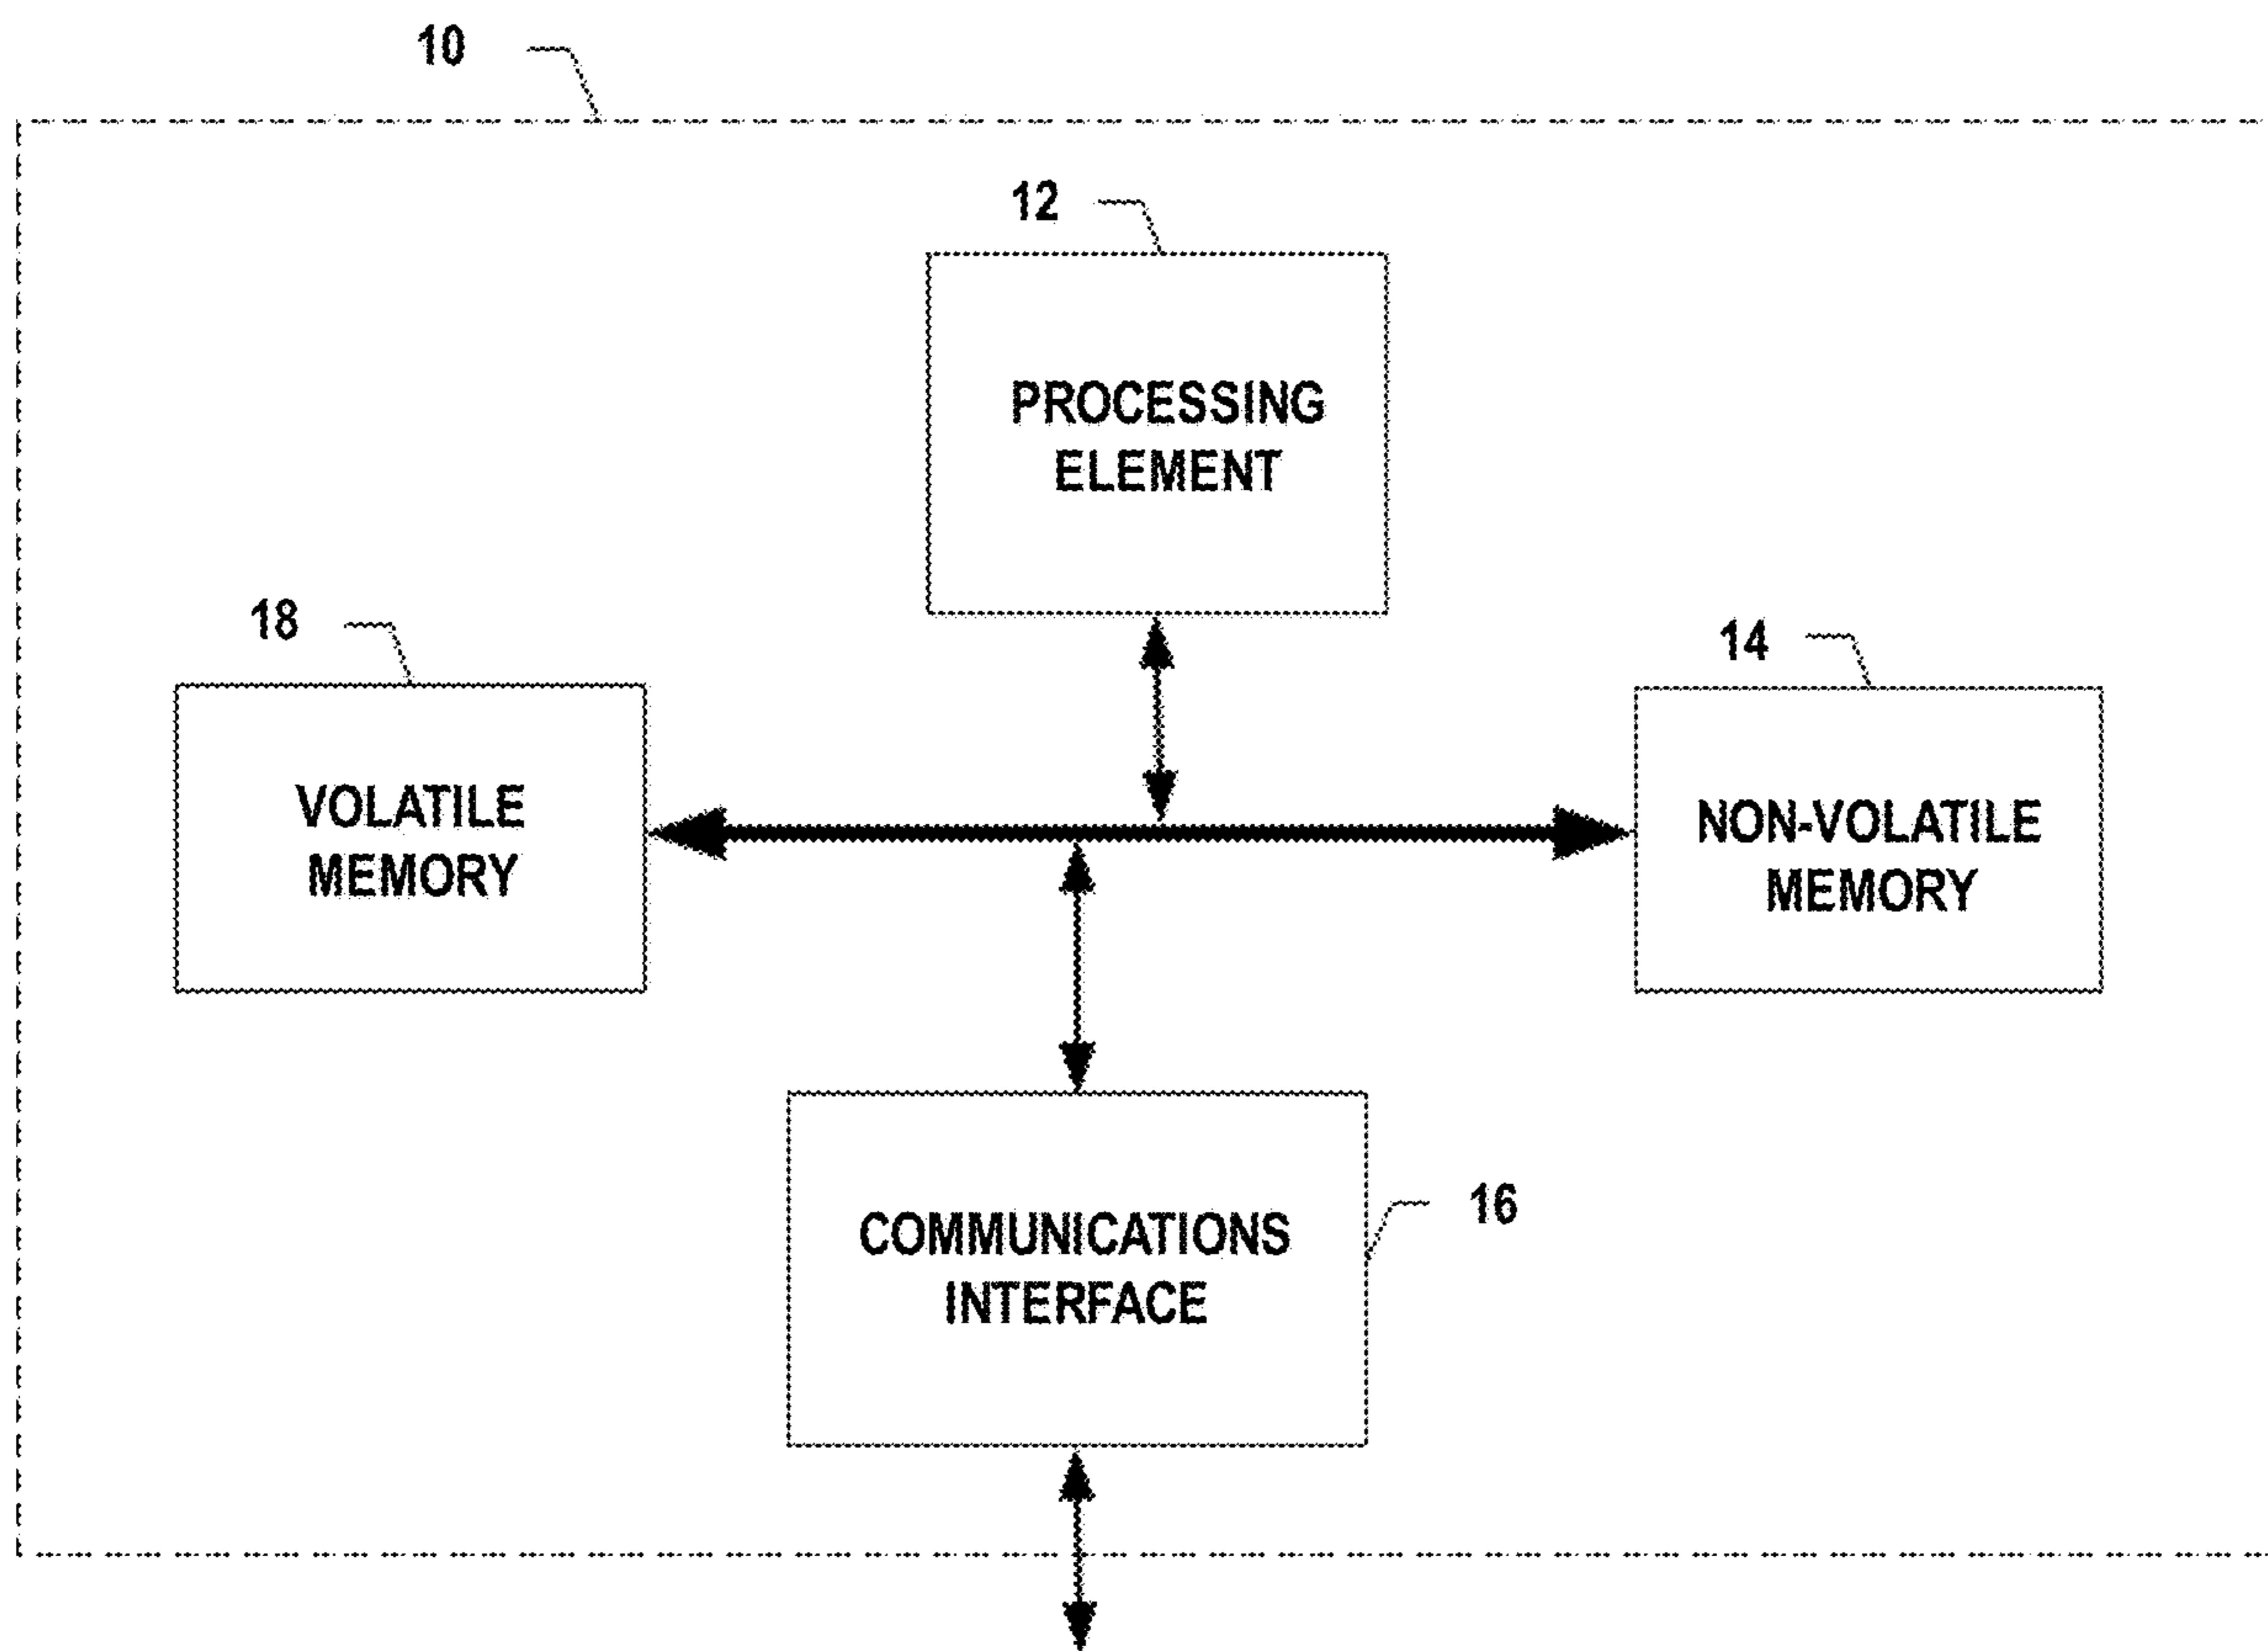 10
12
PROCESSING
ELEMENT
18
14
VOLATILE
MEMORY
NON-VOLATILE
MEMORY
16
COMMUNICATIONS
INTERFACE